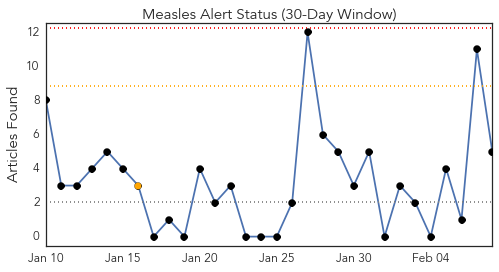 Measles Alert Status (30-Day Window)
Articles Found
12
10
8
6
4
2
0
Jan 10
Jan 15
Jan 20
Jan 25
Jan 30
Feb 04